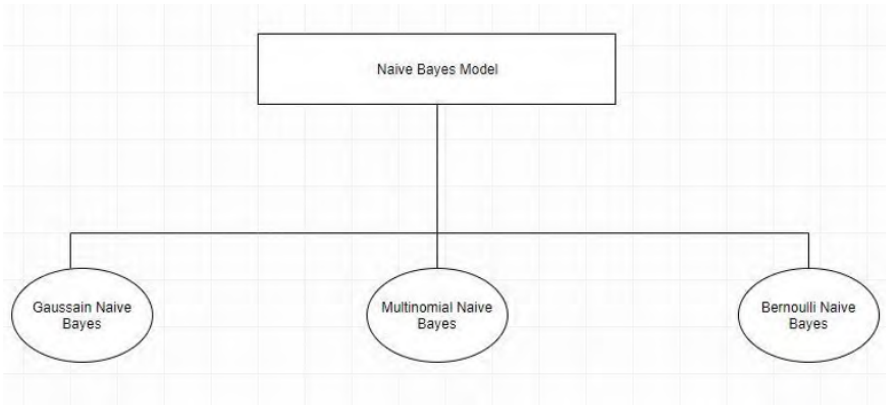 Naive Bayes Model
Gaussain Naive
Bayes
Multinomial Naive
Bayes
Bernoulli Naive
Bayes